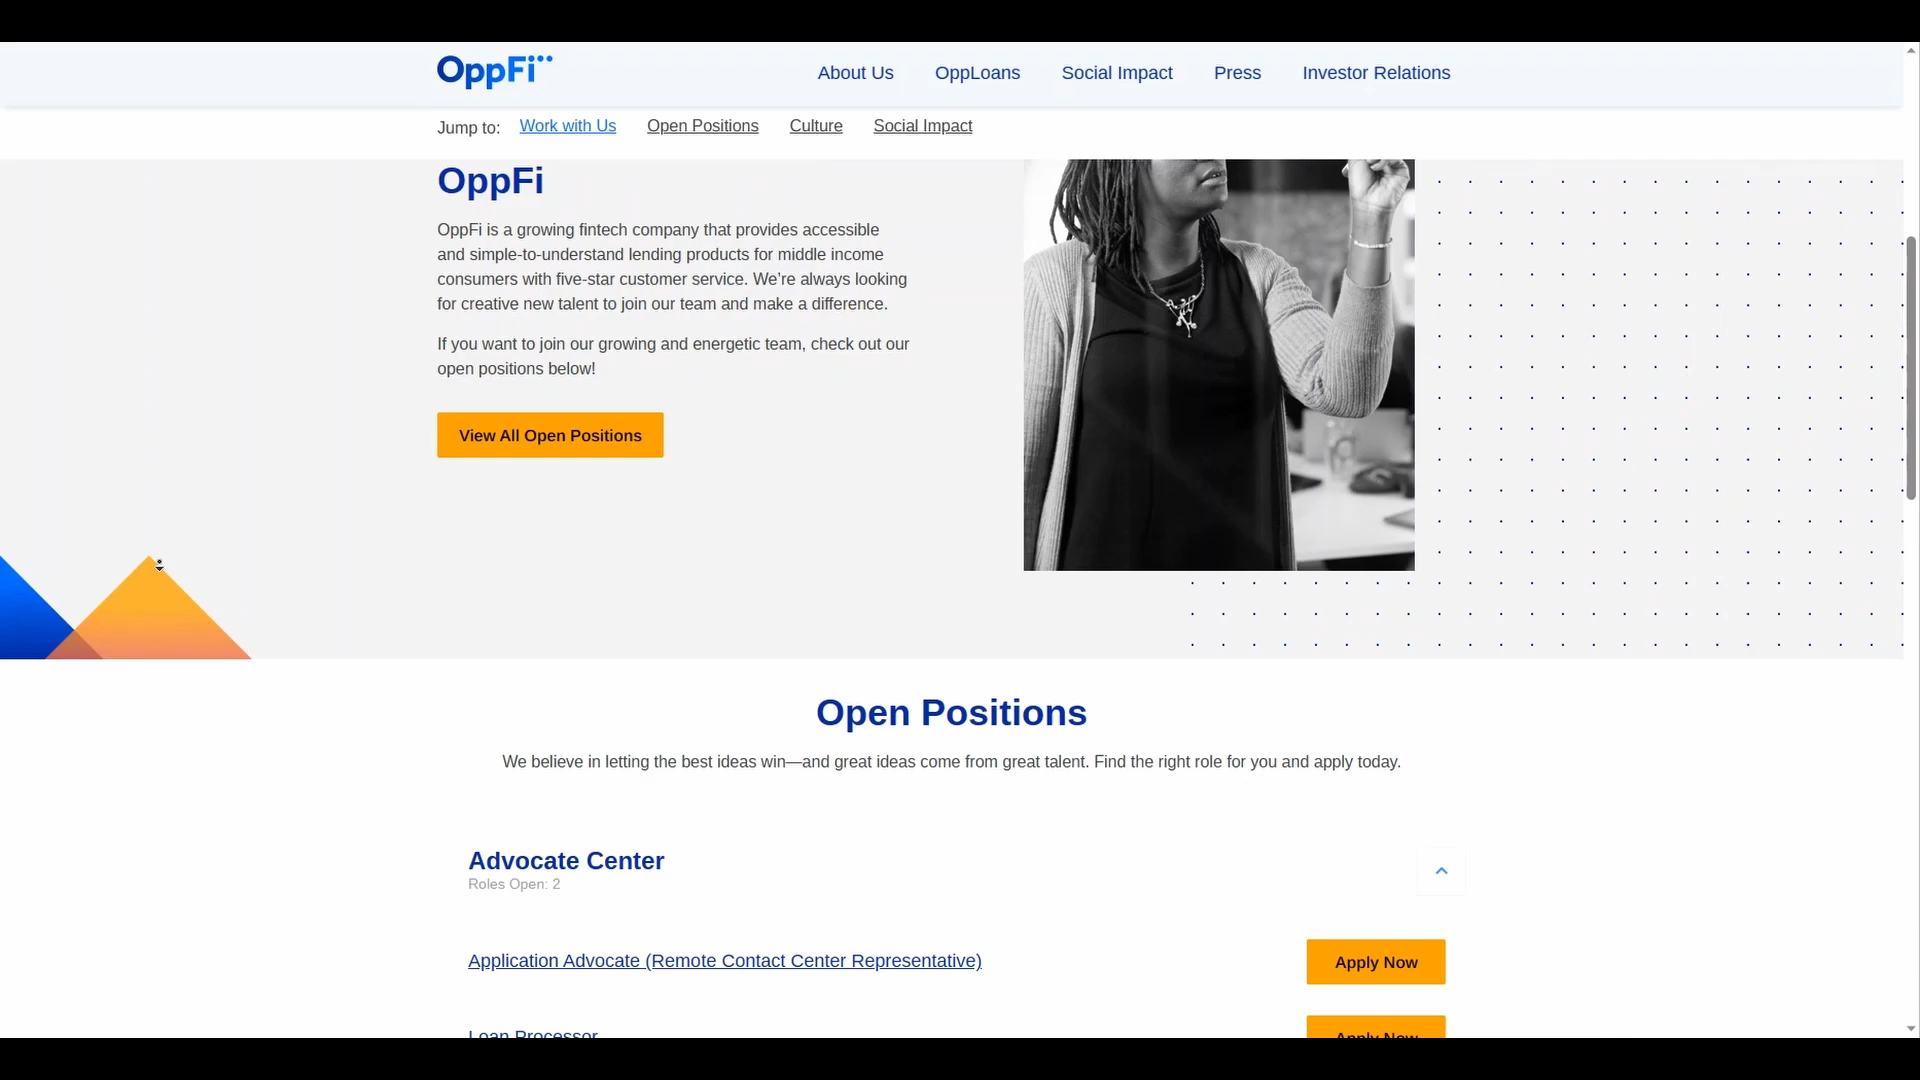 OppFi
About Us
OppLoans
Social Impact
Press
Investor Relations
Jump to:
Work with Us
Open Positions
Culture
Social Impact
OppFi
OppFi is a growing fintech company that provides accessible
and simple-to-understand lending products for middle income
consumers with five-star customer service. We’re always looking
for creative new talent to join our team and make a difference.
If you want to join our growing and energetic team, check out our
open positions below!
View All Open Positions
Open Positions
We believe in letting the best ideas win—and great ideas come from great talent. Find the right role for you and apply today.
Advocate Center
Roles Open: 2
Application Advocate (Remote Contact Center Representative)
Apply Now
Loan Processor
Apply Now